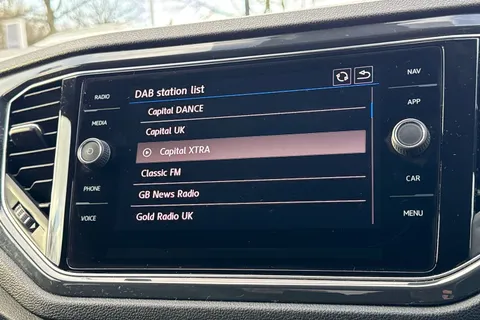 DAB station list
Capital DANCE
Capital UK
Capital XTRA
Classic FM
GB News Radio
Gold Radio UK
RADIO
MEDIA
PHONE
VOICE
NAV
APP
CAR
MENU